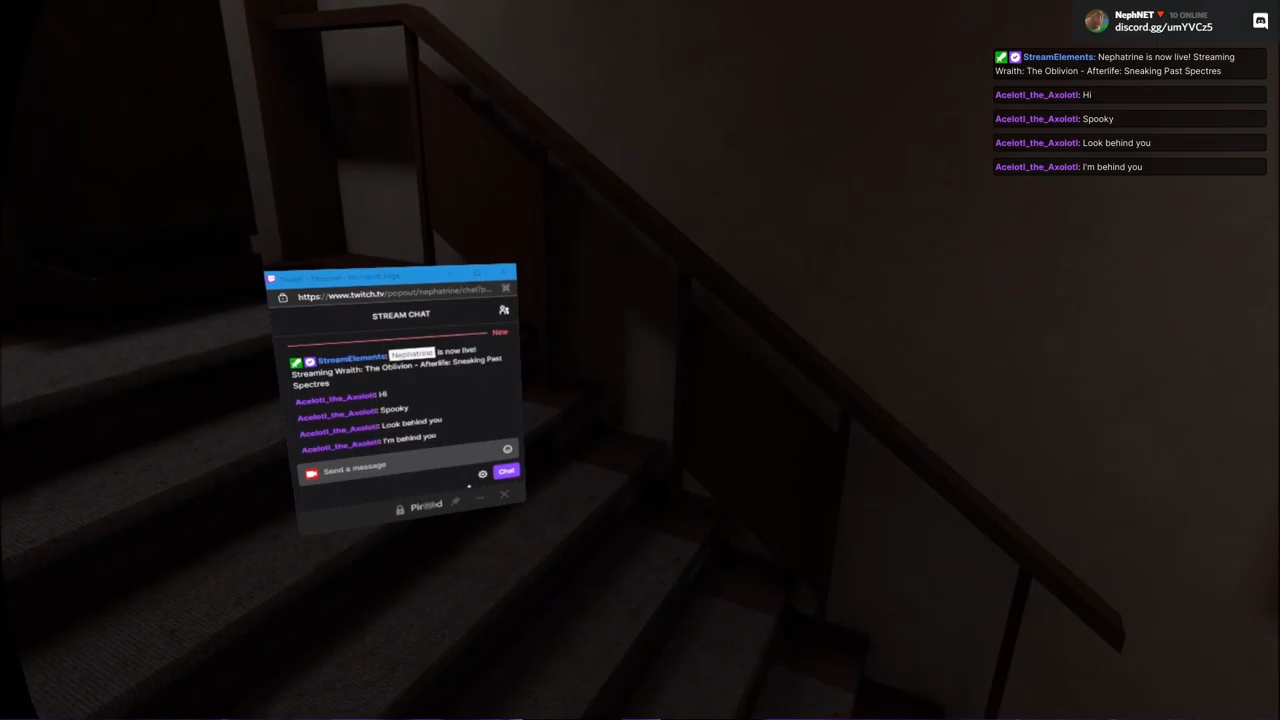 NephNET 10 ONLINE
discord.gg/umYVCz5
StreamElements: Nephatrine is now live! Streaming
Wraith: The Oblivion - Afterlife: Sneaking Past Spectres
Acelotl_the_Axolotl: Hi
Acelotl_the_Axolotl: Spooky
Acelotl_the_Axolotl: Look behind you
Acelotl_the_Axolotl: I'm behind you
https://www.twitch.tv/popout/nephatrine/chat?p...
STREAM CHAT
New
StreamElements: Nephatrine is now live!
Streaming Wraith: The Oblivion - Afterlife: Sneaking Past
Spectres
Acelotl_the_Axolotl: Hi
Acelotl_the_Axolotl: Spooky
Acelotl_the_Axolotl: Look behind you
Acelotl_the_Axolotl: I'm behind you
Send a message
Chat